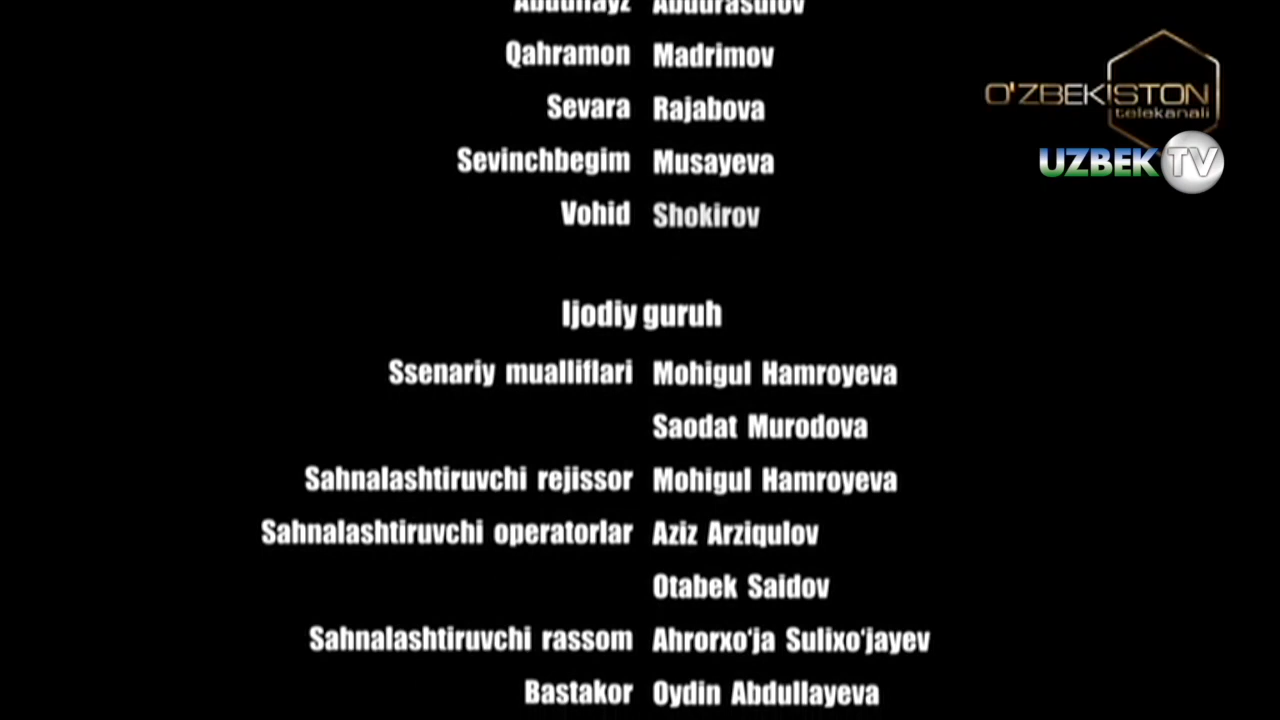 Abdurasulov
Qahramon Madrimov
Sevara Rajabova
Sevinchbegim Musayeva
Vohid Shokirov
O'ZBEKISTON
telekanali
UZBEK TV
Ijodiy guruh
Ssenariy mualliflari Mohigul Hamroyeva
Saodat Murodova
Sahnalashtiruvchi rejissor Mohigul Hamroyeva
Sahnalashtiruvchi operatorlar Aziz Arziqulov
Otabek Saidov
Sahnalashtiruvchi rassom Ahrorxo‘ja Sulixo‘jayev
Bastakor Oydin Abdullayeva